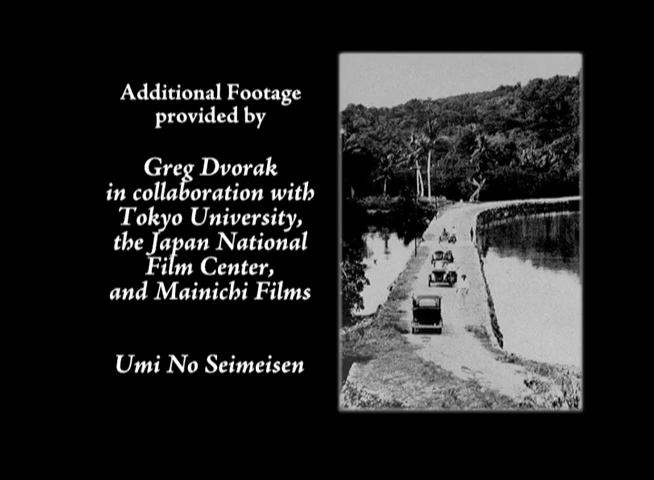 Additional Footage
provided by
Greg Dvorak
in collaboration with
Tokyo University,
the Japan National
Film Center,
and Mainichi Films
Umi No Seimeisen